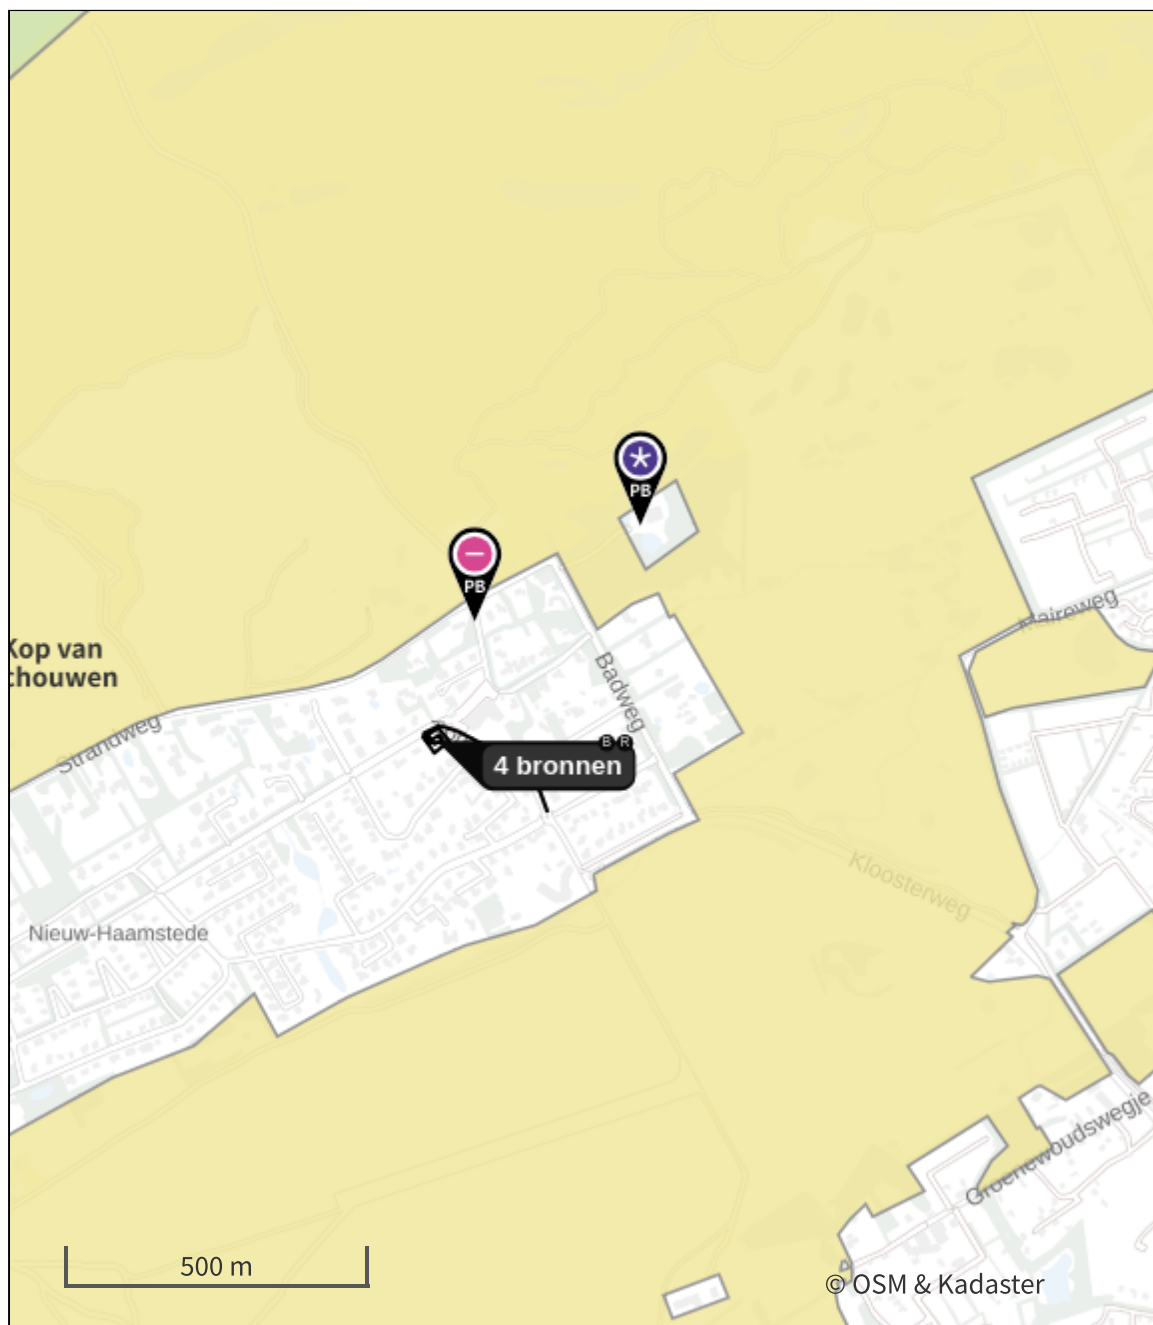 PB
PB
Kop van
chouwen
Maireweg
Badweg
Strandweg
B R
4 bronnen
Kloosterweg
Nieuw-Haamstede
Groenewoudswegje
500 m
© OSM & Kadaster